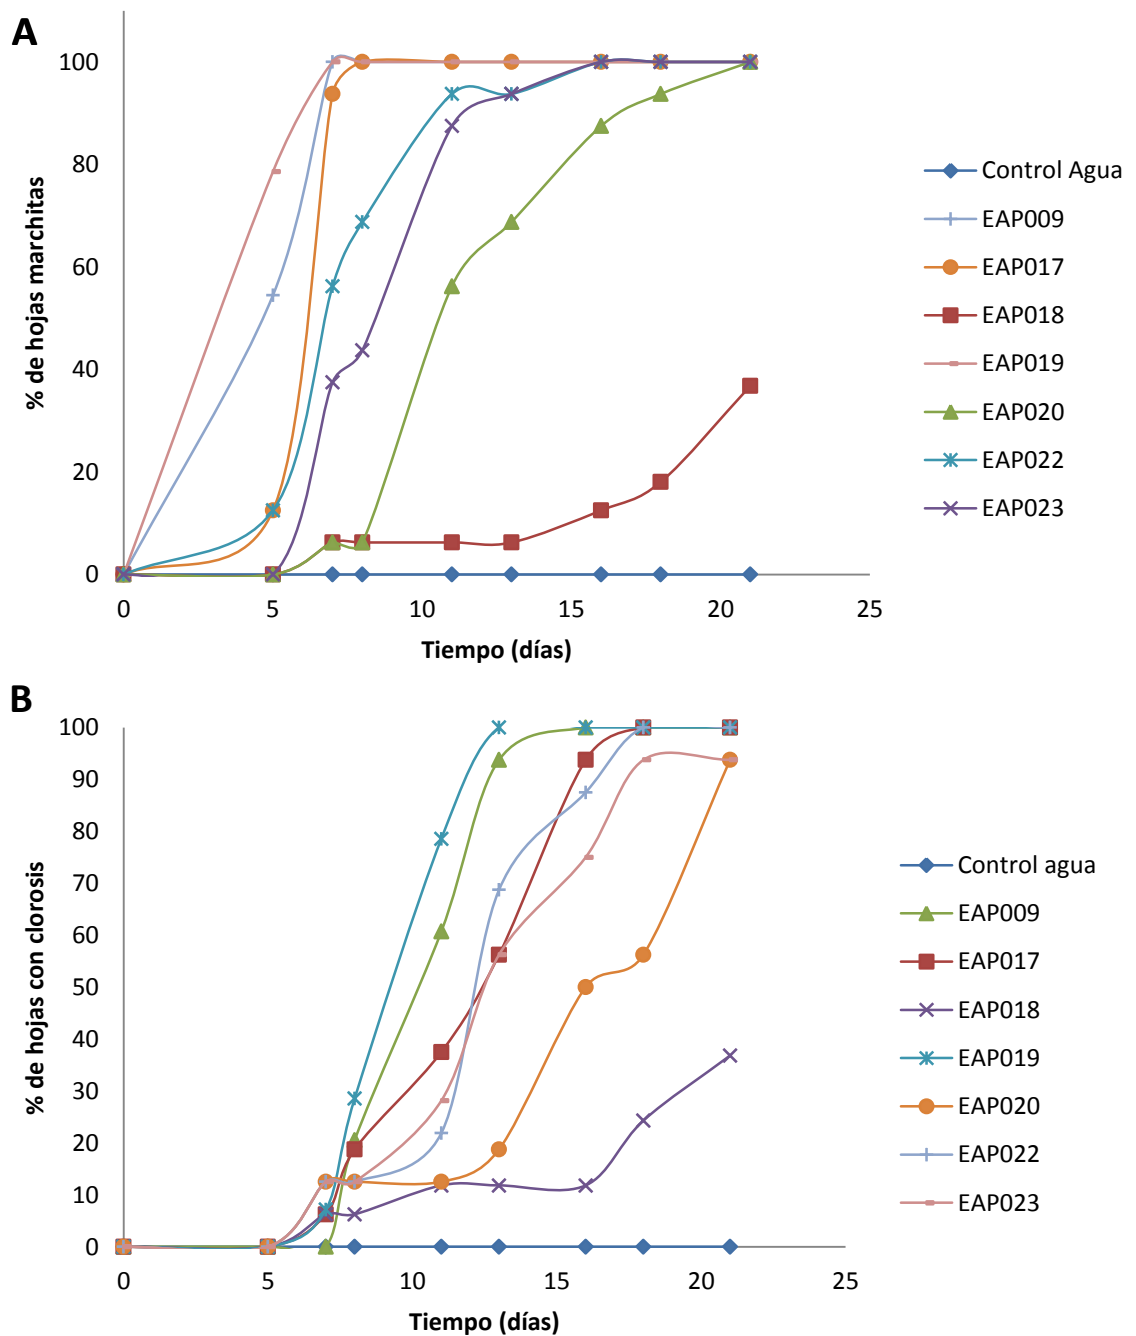 A
100
80
60
40
20
0
% de hojas marchitas
0 5 10 15 20 25
Tiempo (días)
Control Agua
EAP009
EAP017
EAP018
EAP019
EAP020
EAP022
EAP023
B
100
90
80
70
60
50
40
30
20
10
0
% de hojas con clorosis
0 5 10 15 20 25
Tiempo (días)
Control agua
EAP009
EAP017
EAP018
EAP019
EAP020
EAP022
EAP023